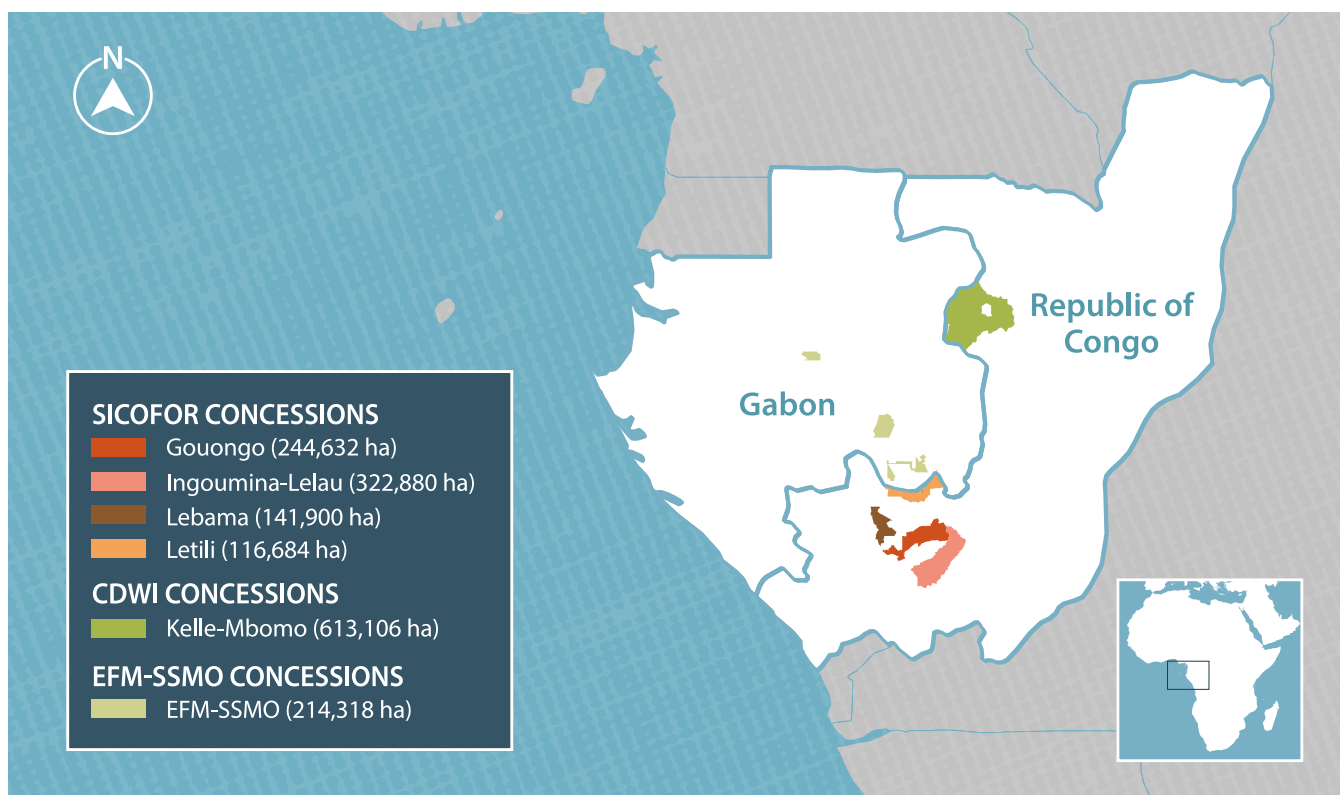 N
Republic of
Congo
Gabon
SICOFOR CONCESSIONS
Gouongo (244,632 ha)
Ingoumina-Lelau (322,880 ha)
Lebama (141,900 ha)
Letili (116,684 ha)
CDWI CONCESSIONS
Kelle-Mbomo (613,106 ha)
EFM-SSMO CONCESSIONS
EFM-SSMO (214,318 ha)